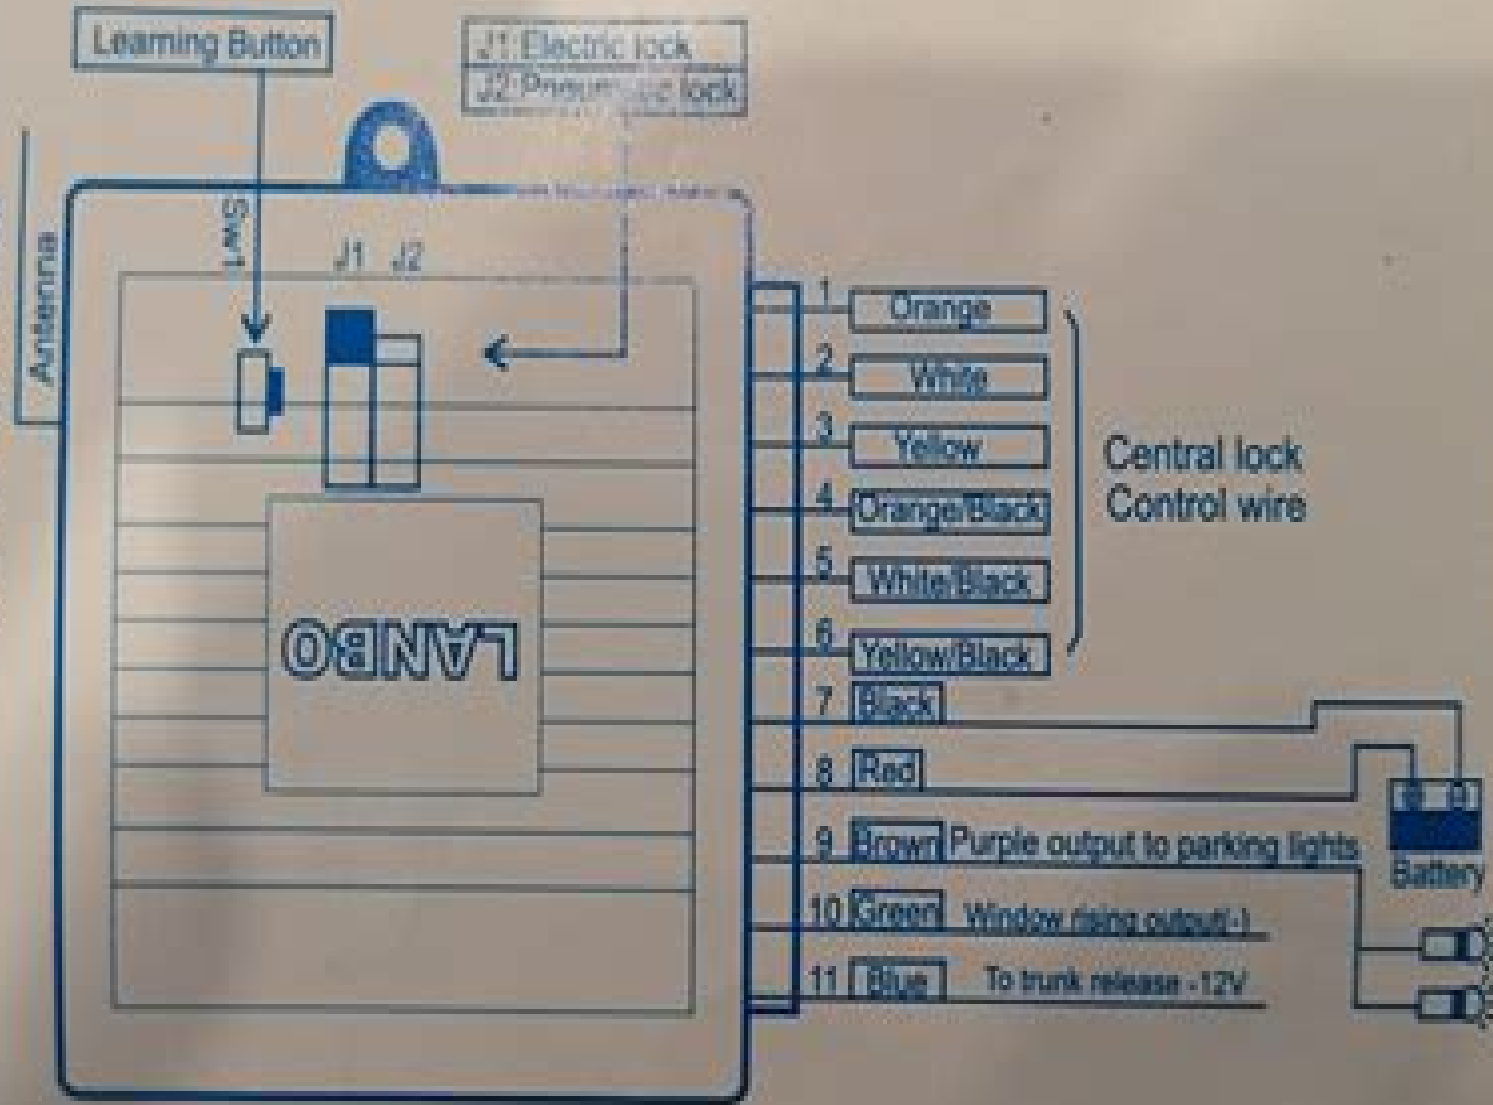 Learning Button
J1:Electric lock
J2:Pneumatic lock
Antenna
Sw1
J1 J2
LANBO
1 Orange
2 White
3 Yellow
4 Orange/Black
5 White/Black
6 Yellow/Black
Central lock
Control wire
7 Black
8 Red
9 Brown Purple output to parking lights
Battery
10 Green Window rising output(-)
11 Blue To trunk release -12V